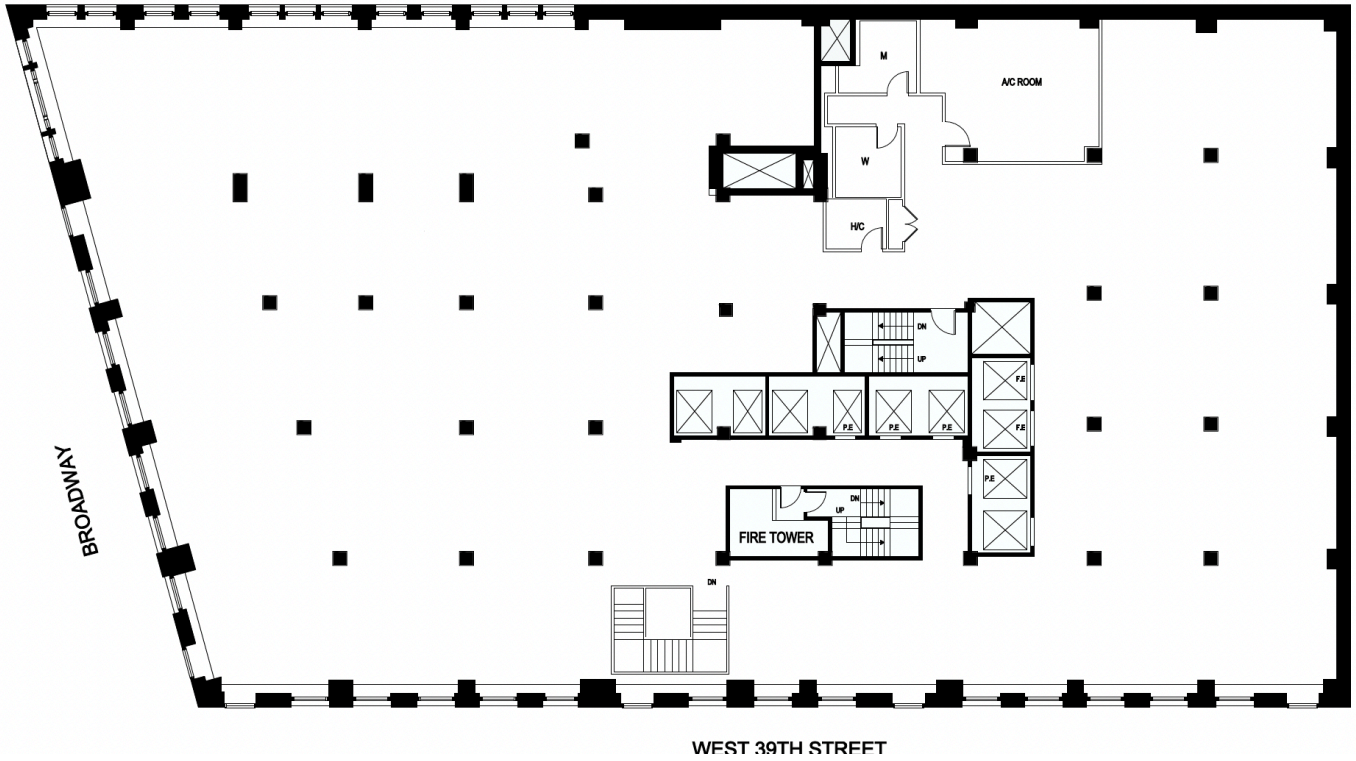 M
A/C ROOM
W
H/C
DN
UP
F.E
F.E
P.E
P.E
P.E
P.E
DN
UP
FIRE TOWER
DN
BROADWAY
WEST 39TH STREET